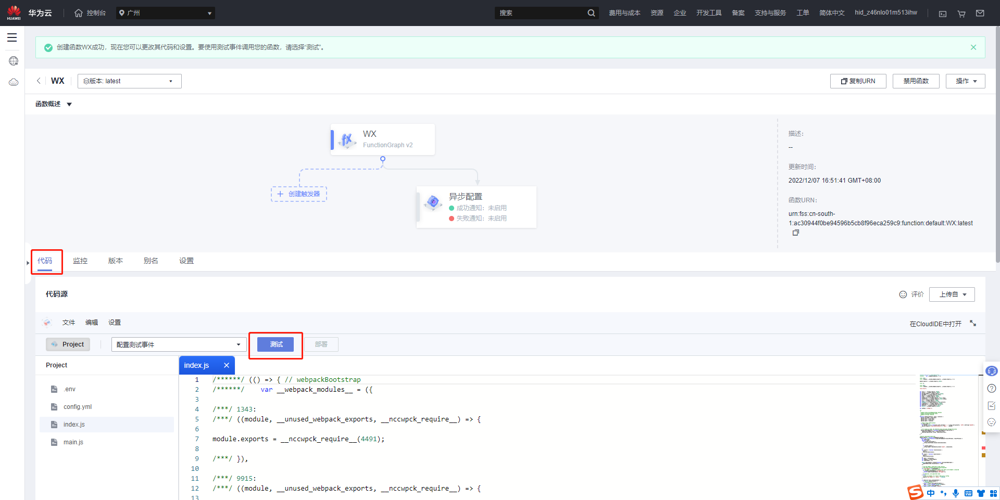 HUAWEI
华为云
控制台
广州
搜索
费用与成本
资源
企业
开发工具
备案
支持与服务
工单
简体中文
hid_z46nlo01m513ihw
创建函数WX成功，现在您可以更改其代码和设置。要使用测试事件调用您的函数，请选择“测试”。
WX
版本: latest
复制URN
禁用函数
操作
函数概述
WX
FunctionGraph v2
创建触发器
异步配置
成功通知： 未启用
失败通知： 未启用
描述：
--
更新时间：
2022/12/07 16:51:41 GMT+08:00
函数URN：
urn:fss:cn-south-
1:ac30944f0be94596b5cb8f96eca259c9:function:default:WX:latest
代码
监控
版本
别名
设置
代码源
评价
上传自
文件
编辑
设置
在CloudIDE中打开
Project
配置测试事件
测试
部署
Project
.env
config.yml
index.js
main.js
index.js
1 /******/ (() => { // webpackBootstrap
2 /******/ var __webpack_modules__ = ({
3
4 /***/ 1343:
5 /***/ ((module, __unused_webpack_exports, __nccwpck_require__) => {
6
7 module.exports = __nccwpck_require__(4491);
8
9 /***/ }),
10
11 /***/ 9915:
12 /***/ ((module, __unused_webpack_exports, __nccwpck_require__) => {
13
中